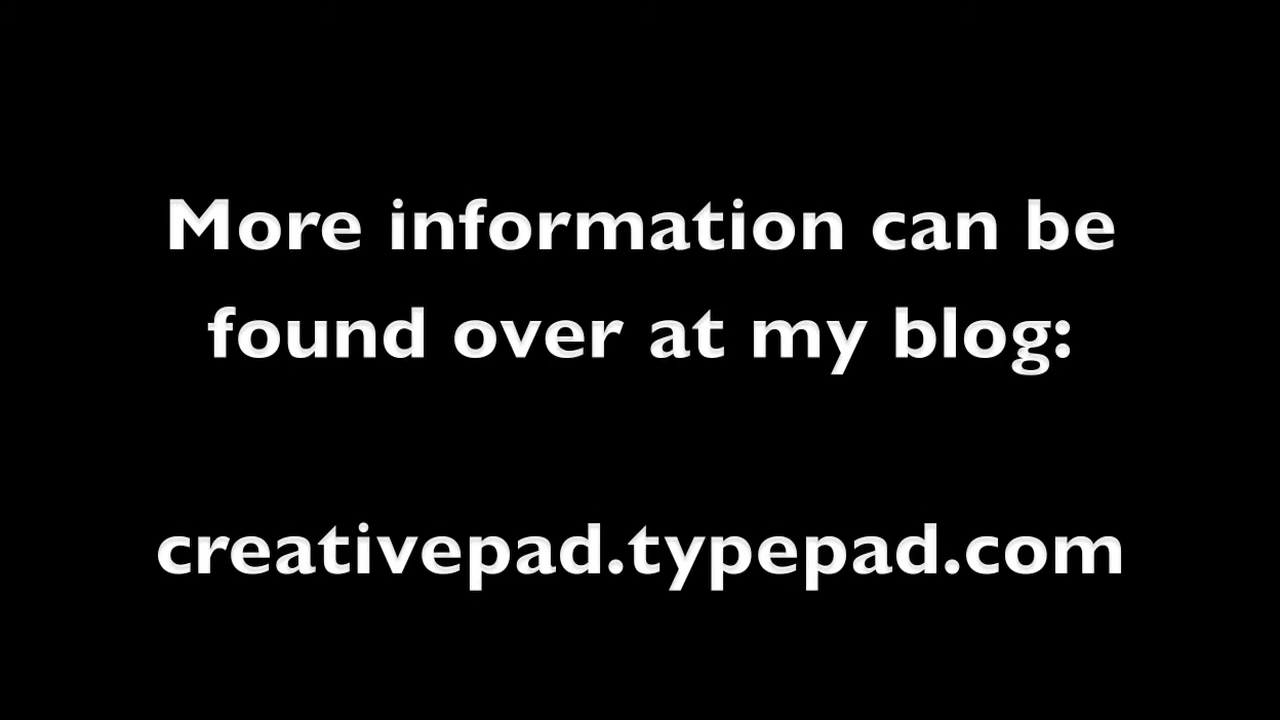 More information can be
found over at my blog:
creativepad.typepad.com